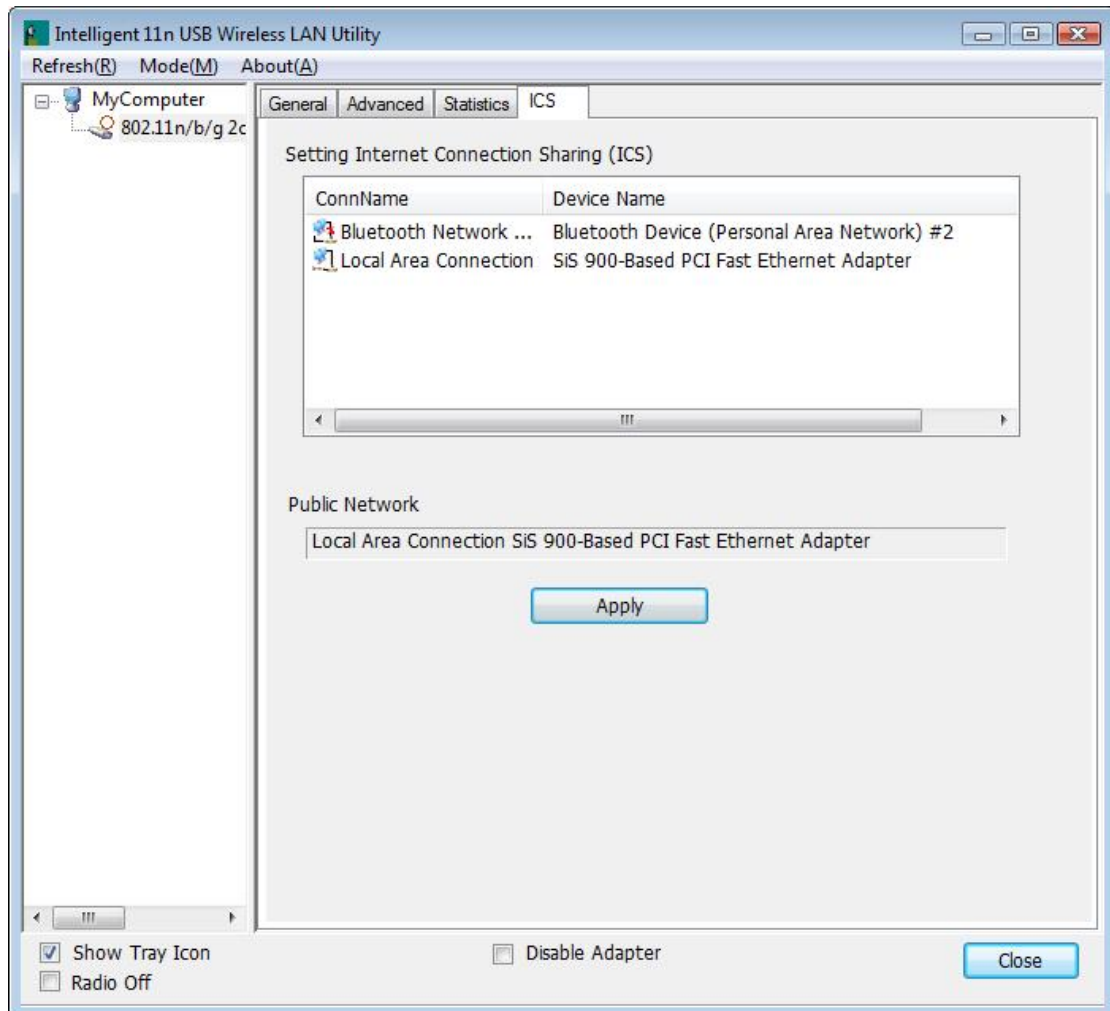 Intelligent 11n USB Wireless LAN Utility
Refresh(R) Mode(M) About(A)
MyComputer
802.11n/b/g 2c
General Advanced Statistics ICS
Setting Internet Connection Sharing (ICS)
ConnName Device Name
Bluetooth Network ... Bluetooth Device (Personal Area Network) #2
Local Area Connection SiS 900-Based PCI Fast Ethernet Adapter
Public Network
Local Area Connection SiS 900-Based PCI Fast Ethernet Adapter
Apply
Show Tray Icon Disable Adapter Close
Radio Off